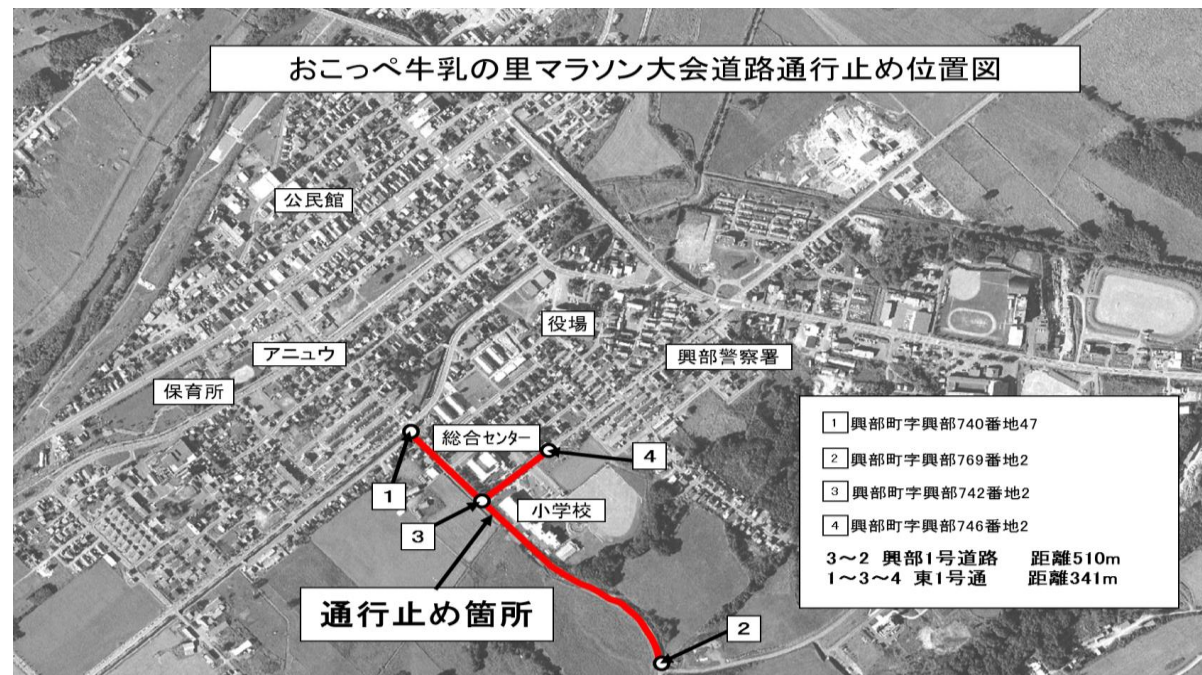 おこっぺ牛乳の里マラソン大会道路通行止め位置図
公民館
役場
アニュウ
興部警察署
保育所
総合センター
4
1
3
小学校
通行止め箇所
2
1 興部町字興部740番地47
2 興部町字興部769番地2
3 興部町字興部742番地2
4 興部町字興部746番地2
3～2 興部1号道路 距離510m
1～3～4 東1号通 距離341m